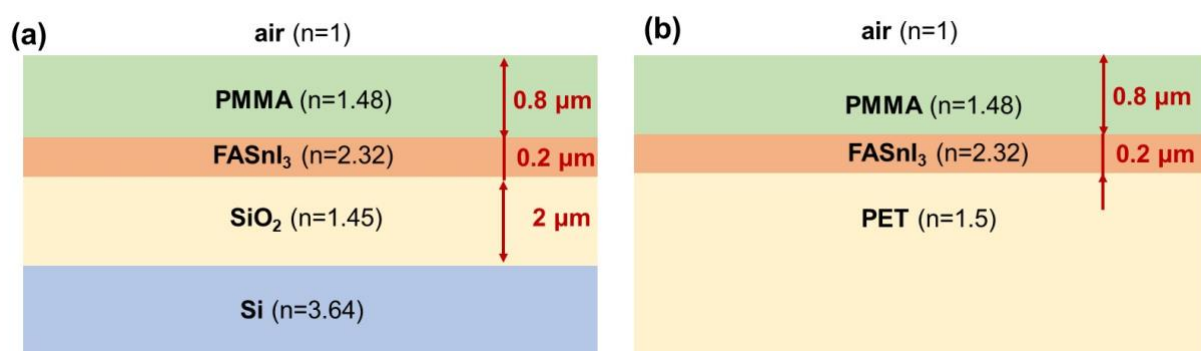 (a)
air (n=1)
PMMA (n=1.48)
0.8 μm
FASnI₃ (n=2.32)
0.2 μm
SiO₂ (n=1.45)
2 μm
Si (n=3.64)
(b)
air (n=1)
PMMA (n=1.48)
0.8 μm
FASnI₃ (n=2.32)
0.2 μm
PET (n=1.5)